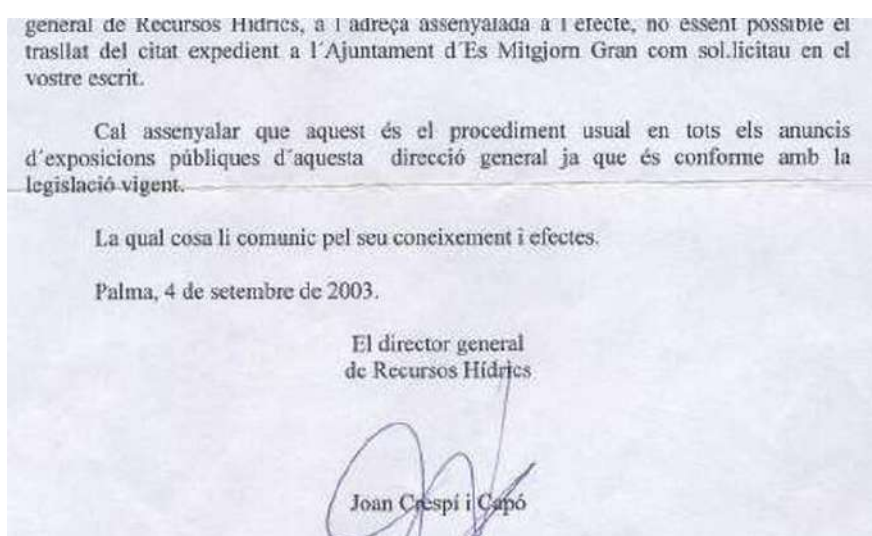 general de Recursos Hídrics, a l´adreça assenyalada a l´efecte, no essent possible el
trasllat del citat expedient a l´Ajuntament d´Es Mitgjorn Gran com sol.licitau en el
vostre escrit.
Cal assenyalar que aquest és el procediment usual en tots els anuncis
d´exposicions públiques d´aquesta direcció general ja que és conforme amb la
legislació vigent.
La qual cosa li comunic pel seu coneixement i efectes.
Palma, 4 de setembre de 2003.
El director general
de Recursos Hídrics
Joan Crespí i Capó